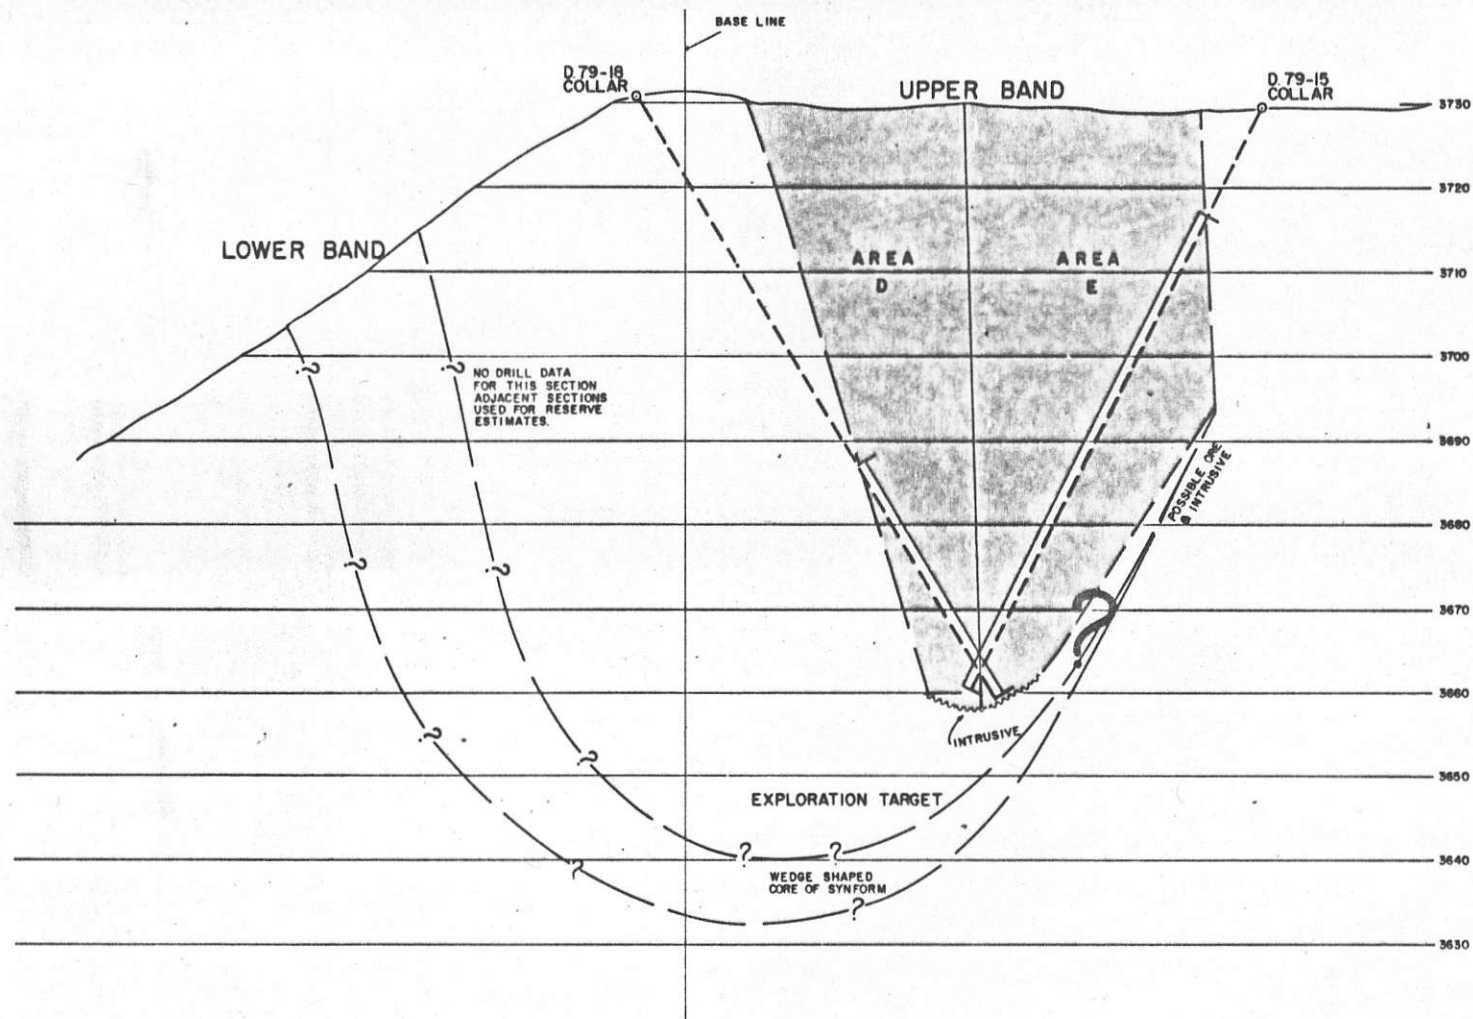 BASE LINE
D.79-18
COLLAR
UPPER BAND
D.79-15
COLLAR
3730
3720
LOWER BAND
AREA
D
AREA
E
3710
3700
?
?
NO DRILL DATA
FOR THIS SECTION
ADJACENT SECTIONS
USED FOR RESERVE
ESTIMATES.
3690
POSSIBLE ORE
& INTRUSIVE
3680
?
?
3670
?
3660
INTRUSIVE
?
?
3650
EXPLORATION TARGET
?
?
3640
?
WEDGE SHAPED
CORE OF SYNFORM
?
3630